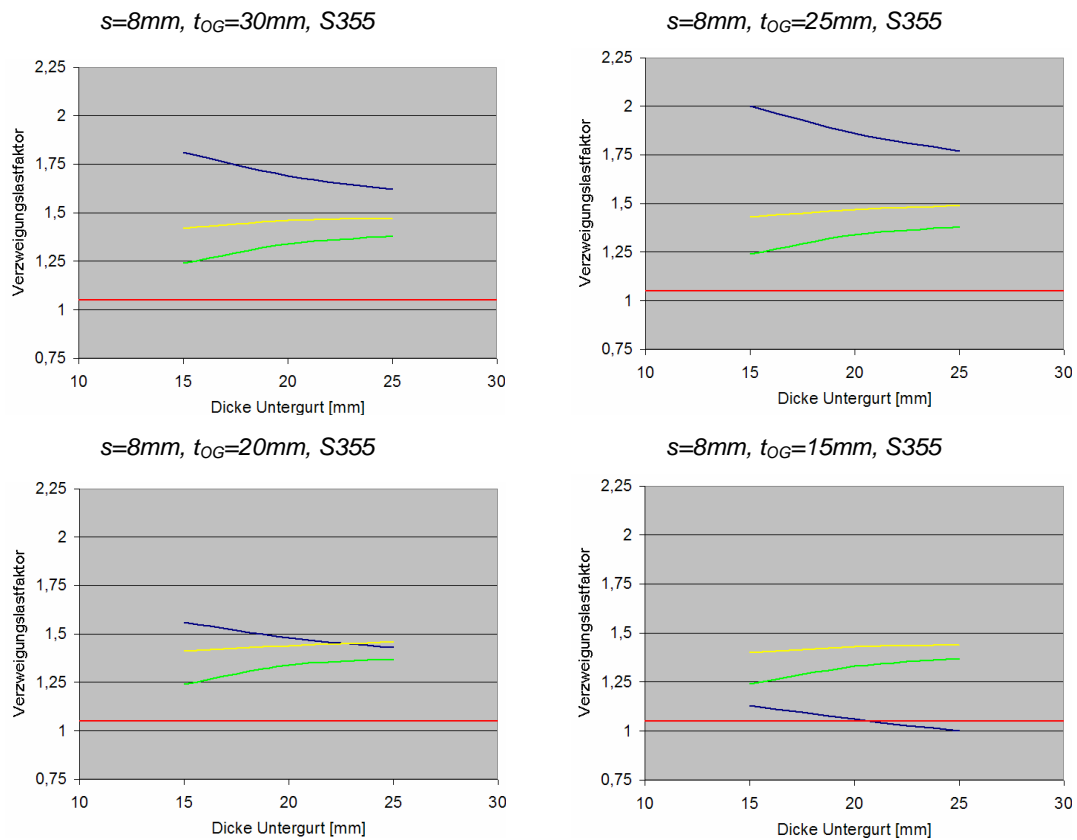 s=8mm, tOG=30mm, S355
2,25
2
1,75
1,5
1,25
1
0,75
10 15 20 25 30
Verzweigungslastfaktor
Dicke Untergurt [mm]
s=8mm, tOG=25mm, S355
2,25
2
1,75
1,5
1,25
1
0,75
10 15 20 25 30
Verzweigungslastfaktor
Dicke Untergurt [mm]
s=8mm, tOG=20mm, S355
2,25
2
1,75
1,5
1,25
1
0,75
10 15 20 25 30
Verzweigungslastfaktor
Dicke Untergurt [mm]
s=8mm, tOG=15mm, S355
2,25
2
1,75
1,5
1,25
1
0,75
10 15 20 25 30
Verzweigungslastfaktor
Dicke Untergurt [mm]